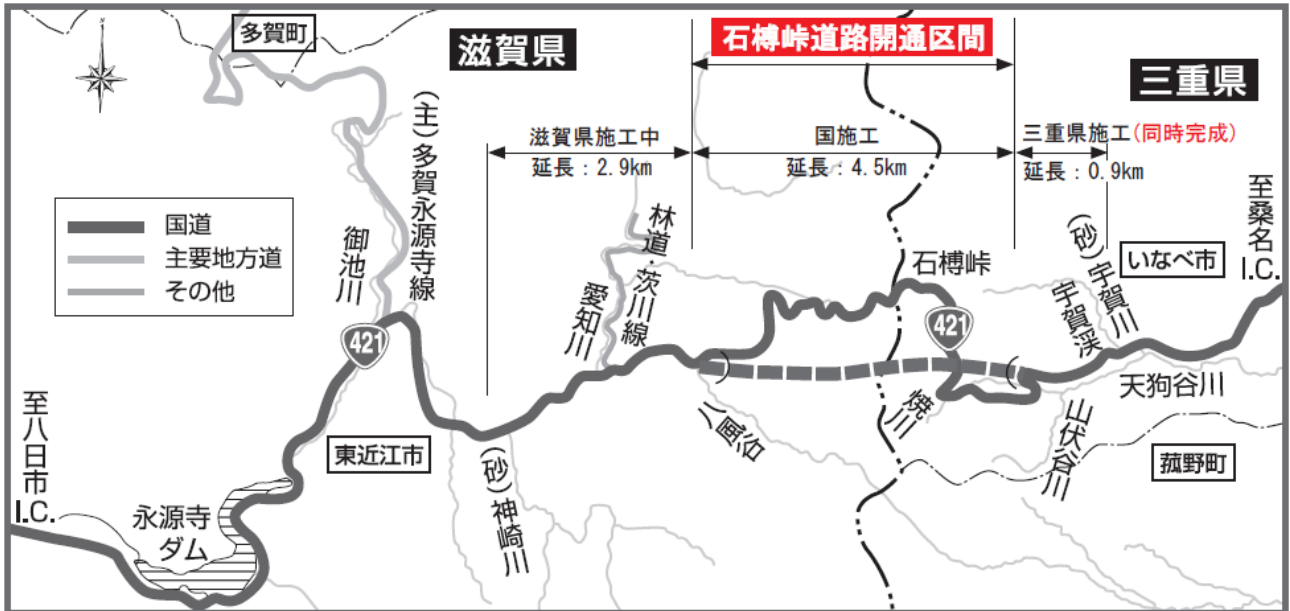 多賀町
滋賀県
石榑峠道路開通区間
三重県
(主)多賀永源寺線
滋賀県施工中
延長：2.9km
国施工
延長：4.5km
三重県施工(同時完成)
延長：0.9km
国道
主要地方道
その他
御池川
林道・茨川線
愛知川
石榑峠
(砂)宇賀川
宇賀渓
いなべ市
至桑名I.C.
421
421
天狗谷川
至八日市I.C.
東近江市
八風谷
焼川
山伏谷川
菰野町
(砂)神崎川
永源寺
ダム